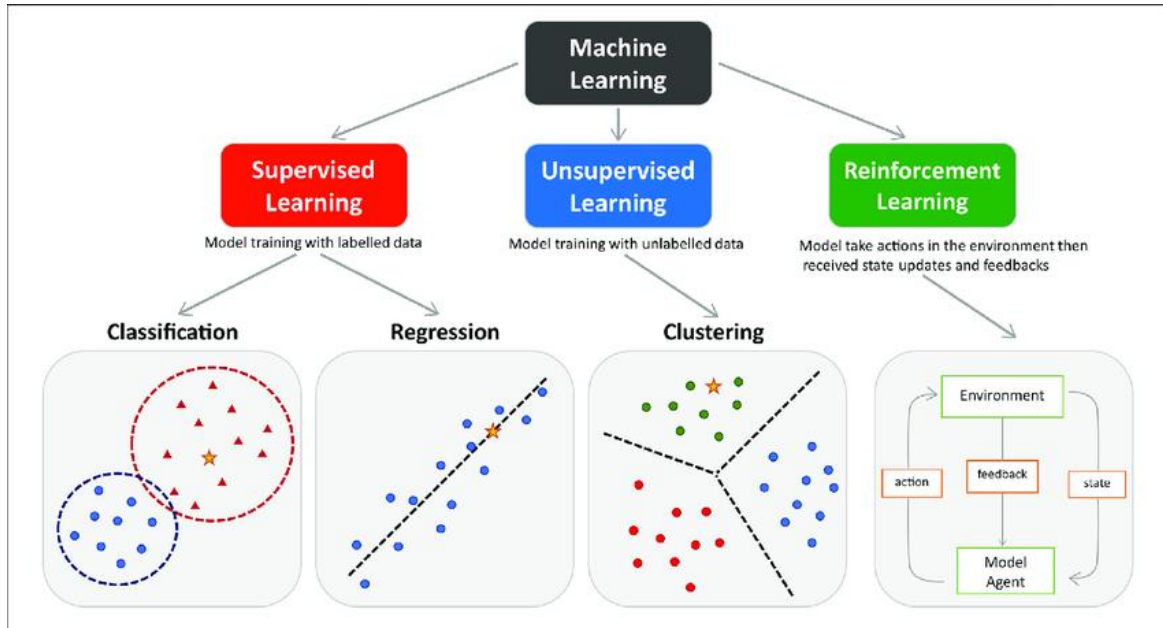 Machine
Learning
Supervised
Learning
Unsupervised
Learning
Reinforcement
Learning
Model training with labelled data
Model training with unlabelled data
Model take actions in the environment then
received state updates and feedbacks
Classification
Regression
Clustering
Environment
action
feedback
state
Model
Agent